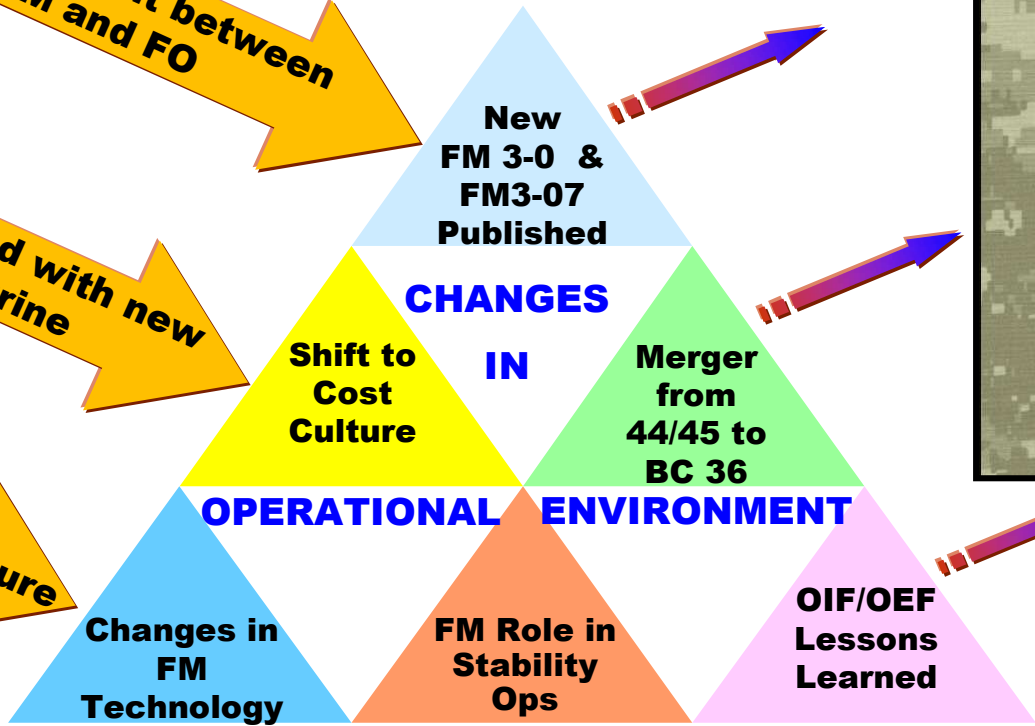 between
and FO
New
FM 3-0 &
FM3-07
Published
with new
CHANGES
IN
Shift to
Cost
Culture
Merger
from
44/45 to
BC 36
OPERATIONAL ENVIRONMENT
Changes in
FM
Technology
FM Role in
Stability
Ops
OIF/OEF
Lessons
Learned